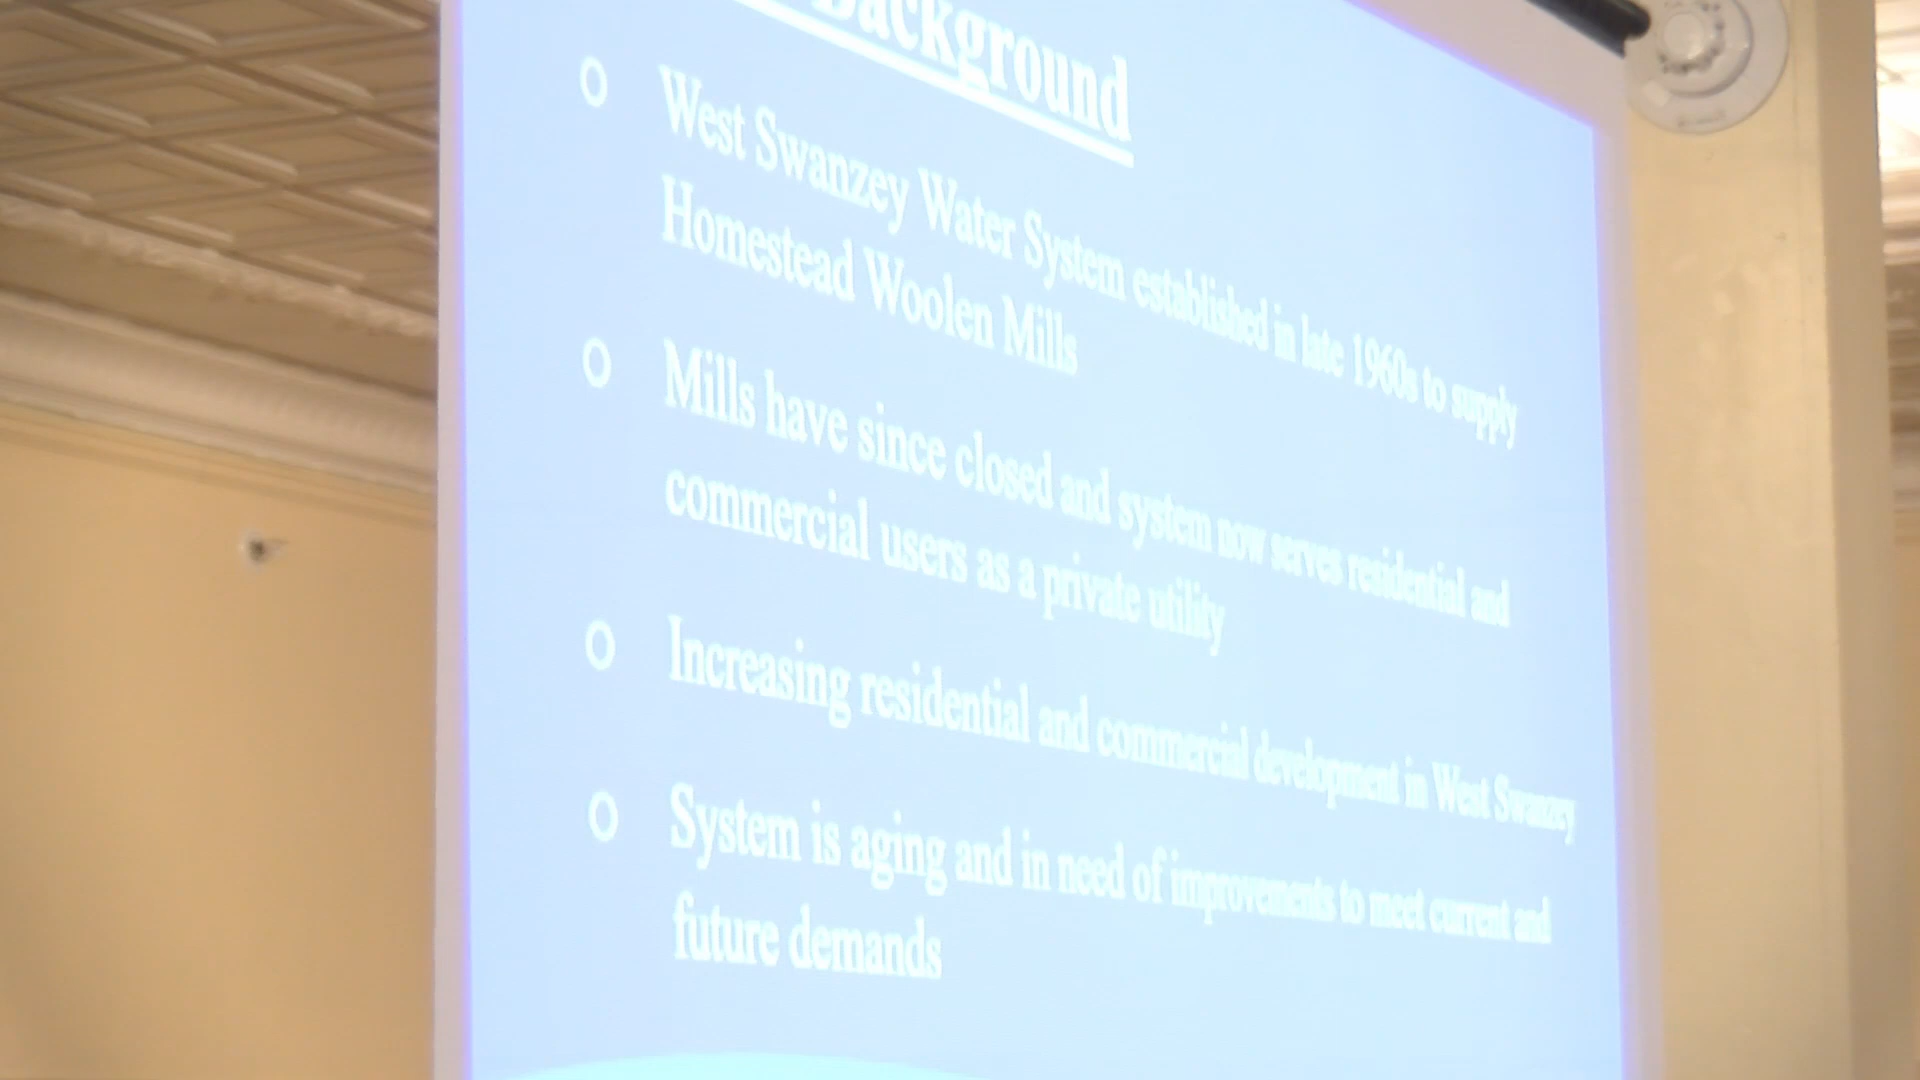 Background
O West Swanzey Water System established in late 1960s to supply
Homestead Woolen Mills
O Mills have since closed and system now serves residential and
commercial users as a private utility
O Increasing residential and commercial development in West Swanzey
O System is aging and in need of improvements to meet current and
future demands